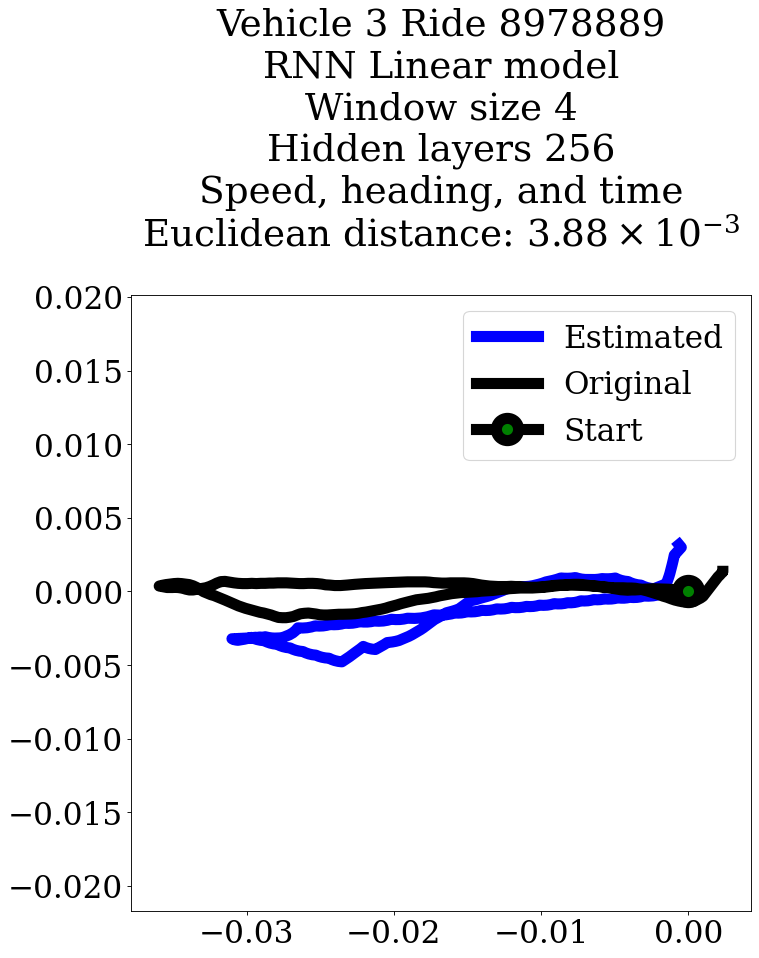 Vehicle 3 Ride 8978889
RNN Linear model
Window size 4
Hidden layers 256
Speed, heading, and time
Euclidean distance: 3.88 × 10⁻³
0.020
0.015
0.010
0.005
0.000
−0.005
−0.010
−0.015
−0.020
Estimated
Original
Start
−0.03 −0.02 −0.01 0.00